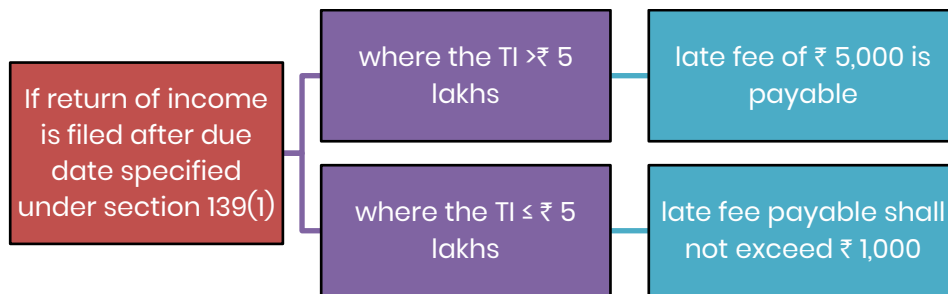 If return of income
is filed after due
date specified
under section 139(1)
where the TI >₹ 5
lakhs
late fee of ₹ 5,000 is
payable
where the TI ≤ ₹ 5
lakhs
late fee payable shall
not exceed ₹ 1,000